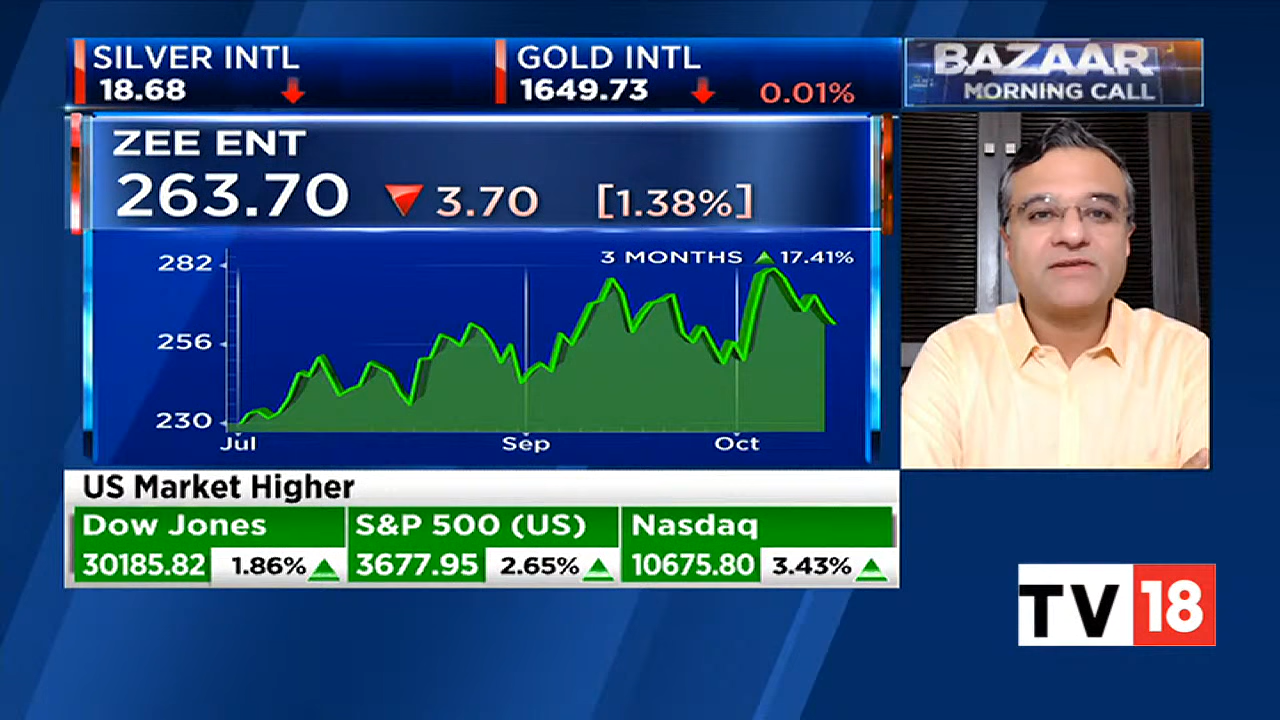 SILVER INTL
18.68
GOLD INTL
1649.73 0.01%
BAZAAR
MORNING CALL
ZEE ENT
263.70 3.70 [1.38%]
3 MONTHS 17.41%
282
256
230
Jul Sep Oct
US Market Higher
Dow Jones
30185.82 1.86%
S&P 500 (US)
3677.95 2.65%
Nasdaq
10675.80 3.43%
TV18